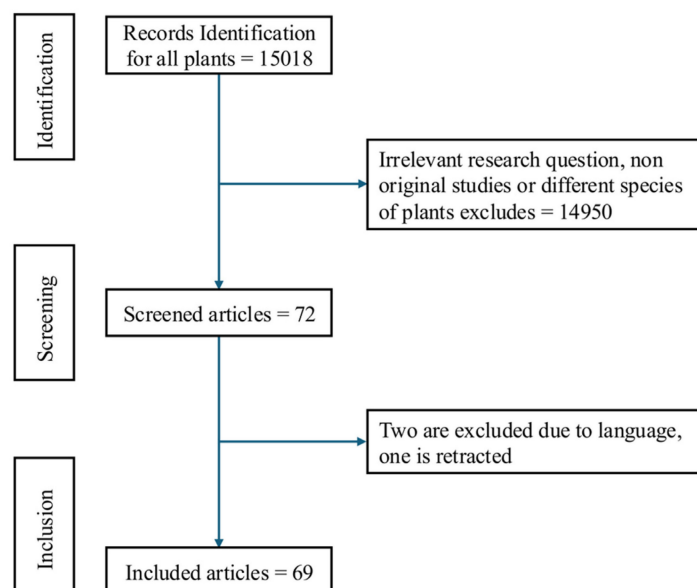 Identification
Records Identification
for all plants = 15018
Irrelevant research question, non
original studies or different species
of plants excludes = 14950
Screening
Screened articles = 72
Two are excluded due to language,
one is retracted
Inclusion
Included articles = 69